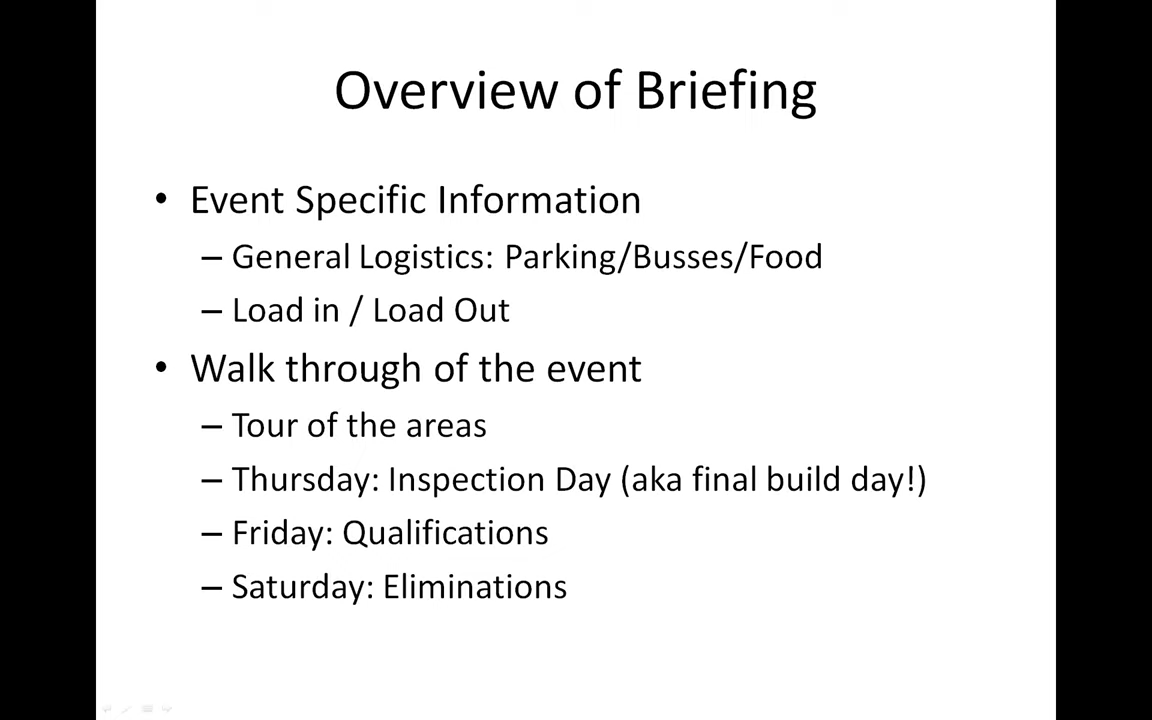 Overview of Briefing
• Event Specific Information
– General Logistics: Parking/Busses/Food
– Load in / Load Out
• Walk through of the event
– Tour of the areas
– Thursday: Inspection Day (aka final build day!)
– Friday: Qualifications
– Saturday: Eliminations